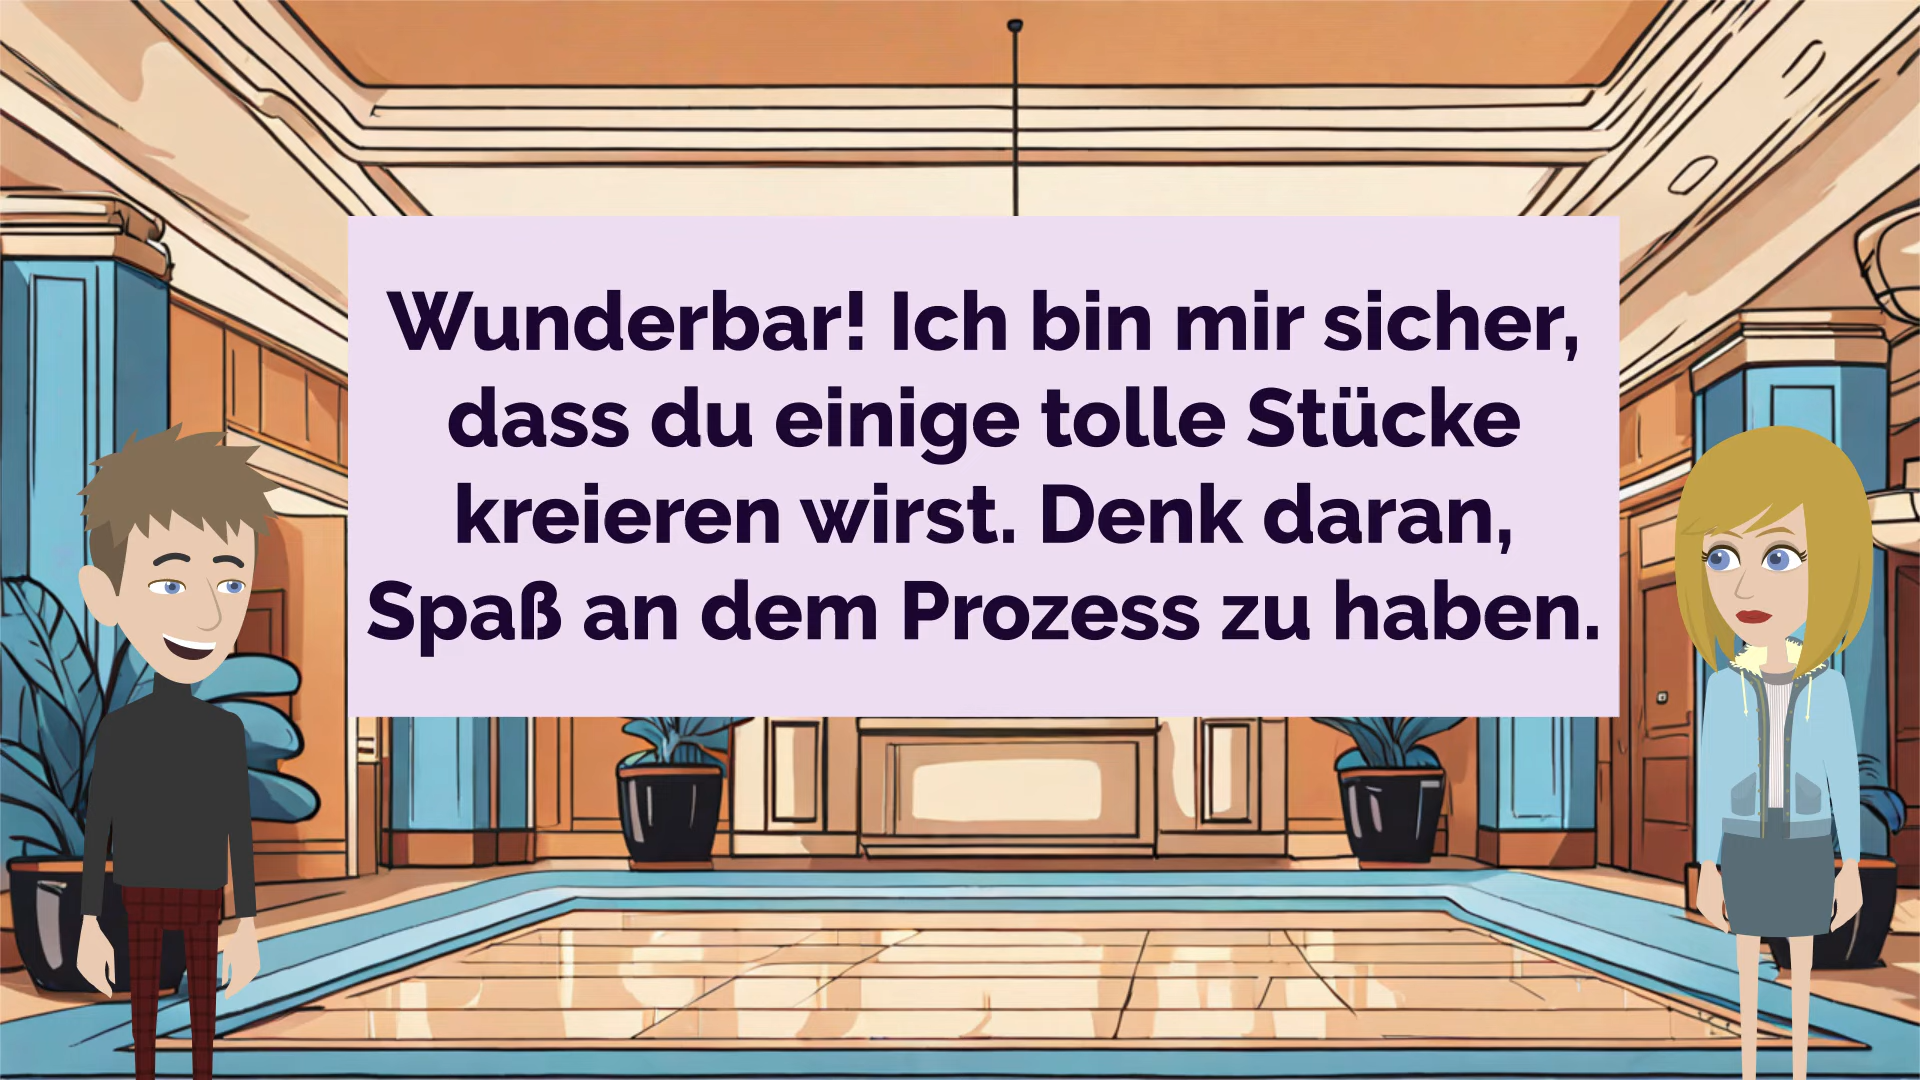 Wunderbar! Ich bin mir sicher,
dass du einige tolle Stücke
kreieren wirst. Denk daran,
Spaß an dem Prozess zu haben.